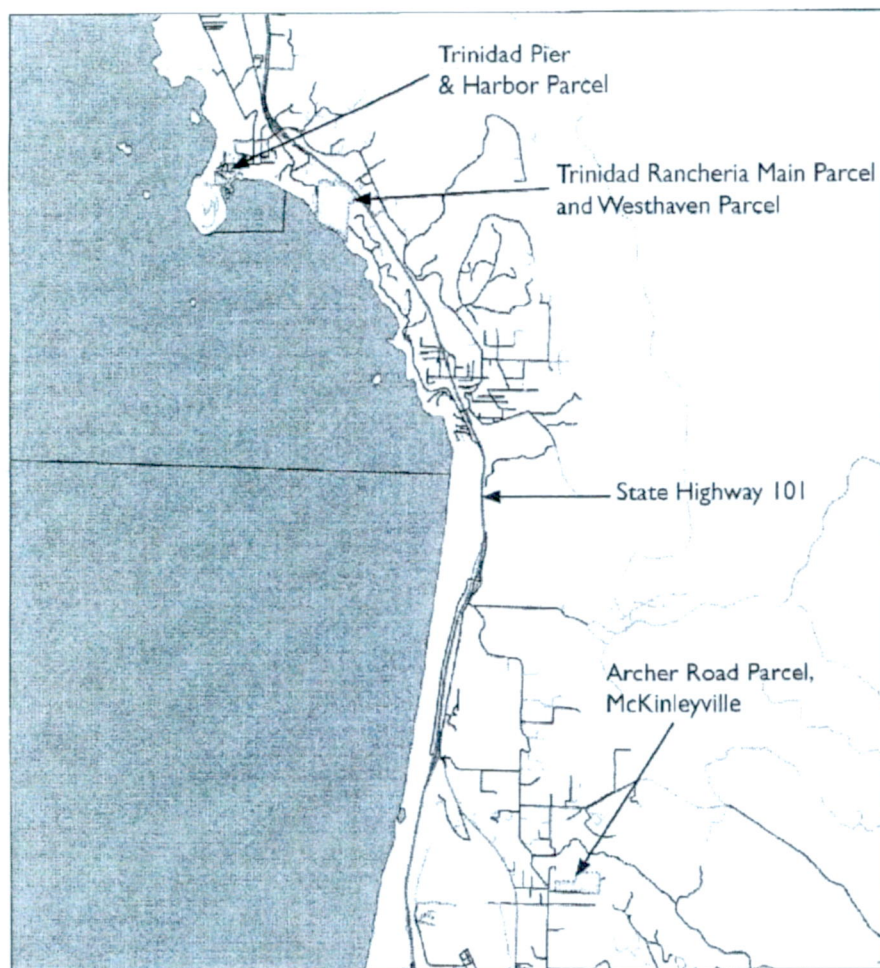 Trinidad Pier
& Harbor Parcel
Trinidad Rancheria Main Parcel
and Westhaven Parcel
State Highway 101
Archer Road Parcel,
McKinleyville